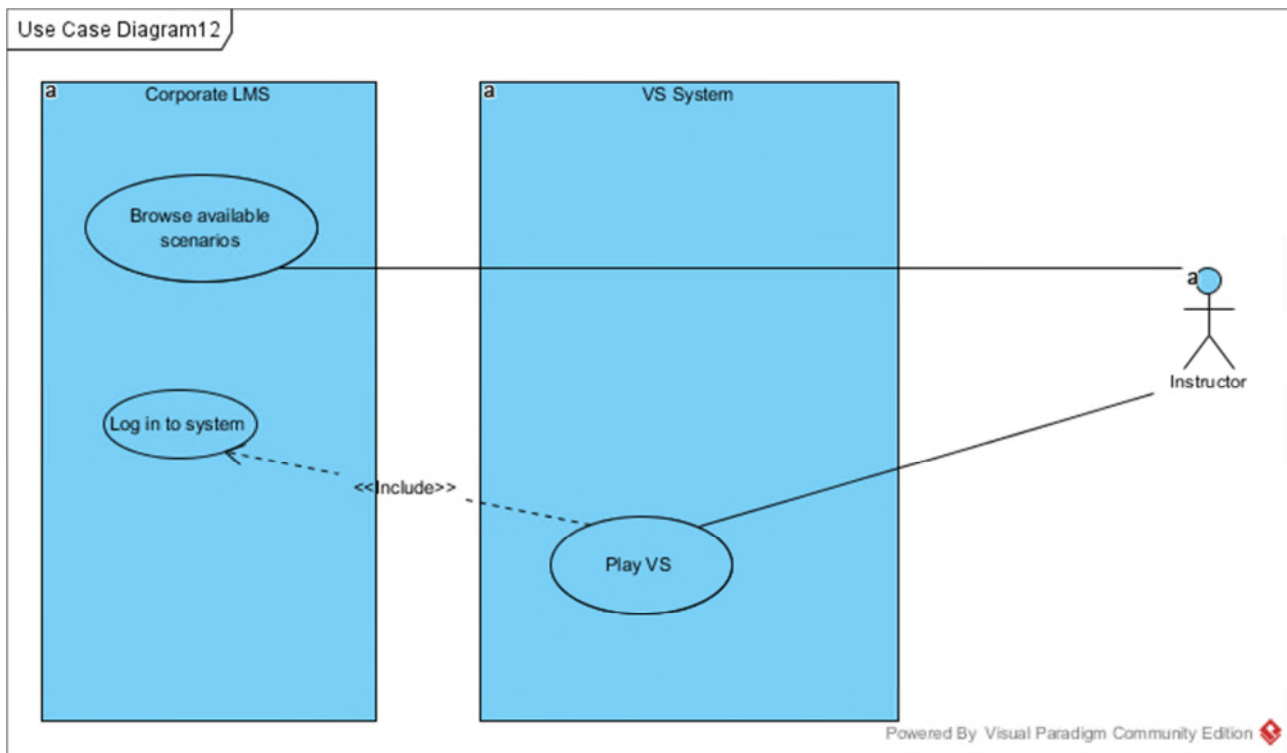 Use Case Diagram12
a
Corporate LMS
a
VS System
Browse available
scenarios
a
Instructor
Log in to system
<<Include>>
Play VS
Powered By Visual Paradigm Community Edition